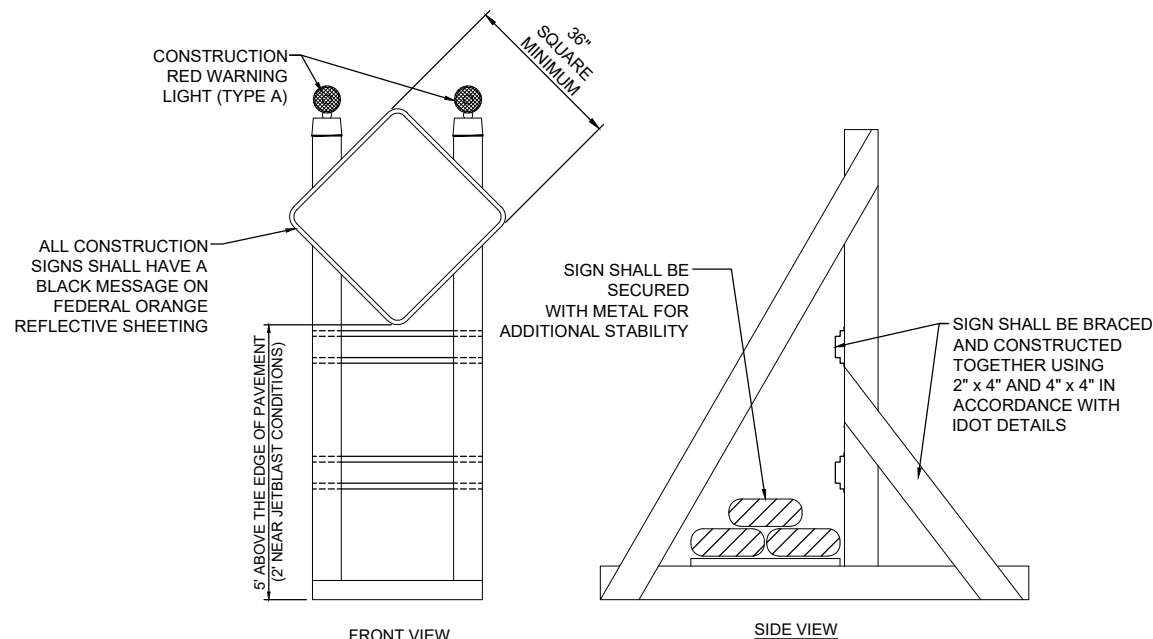 36"
SQUARE
MINIMUM
CONSTRUCTION
RED WARNING
LIGHT (TYPE A)
ALL CONSTRUCTION
SIGNS SHALL HAVE A
BLACK MESSAGE ON
FEDERAL ORANGE
REFLECTIVE SHEETING
5' ABOVE THE EDGE OF PAVEMENT
(2' NEAR JETBLAST CONDITIONS)
FRONT VIEW
SIGN SHALL BE
SECURED
WITH METAL FOR
ADDITIONAL STABILITY
SIGN SHALL BE BRACED
AND CONSTRUCTED
TOGETHER USING
2" x 4" AND 4" x 4" IN
ACCORDANCE WITH
IDOT DETAILS
SIDE VIEW